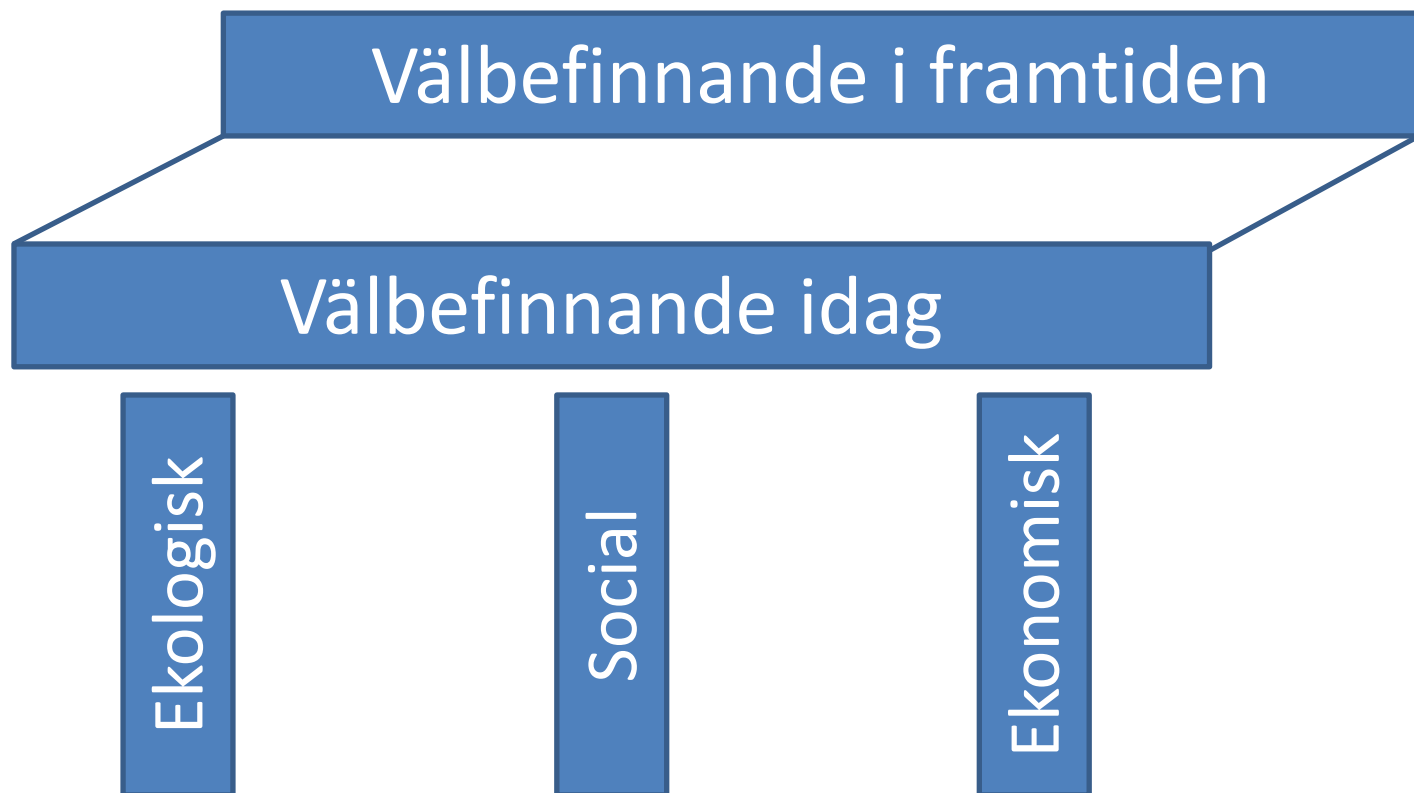 Välbefinnande i framtiden
Välbefinnande idag
Ekologisk
Social
Ekonomisk